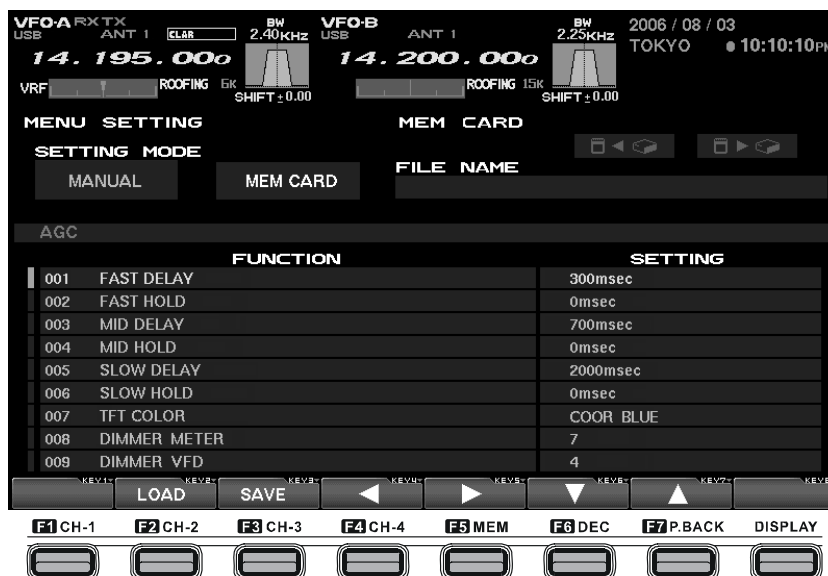 VFO-A RX TX
USB ANT 1 CLAR
BW
2.40KHz
14. 195. 00o
VRF
ROOFING 6K
SHIFT ± 0.00
VFO-B
USB ANT 1
BW
2.25KHz
14. 200. 00o
ROOFING 15K
SHIFT ± 0.00
2006 / 08 / 03
TOKYO 10:10:10PM
MENU SETTING
MEM CARD
SETTING MODE
MANUAL MEM CARD
FILE NAME
AGC
FUNCTION SETTING
001 FAST DELAY 300msec
002 FAST HOLD 0msec
003 MID DELAY 700msec
004 MID HOLD 0msec
005 SLOW DELAY 2000msec
006 SLOW HOLD 0msec
007 TFT COLOR COOR BLUE
008 DIMMER METER 7
009 DIMMER VFD 4
KEY1 KEY2 KEY3 KEY4 KEY5 KEY6 KEY7 KEY8
LOAD SAVE
F1 CH-1 F2 CH-2 F3 CH-3 F4 CH-4 F5 MEM F6 DEC F7 P.BACK DISPLAY